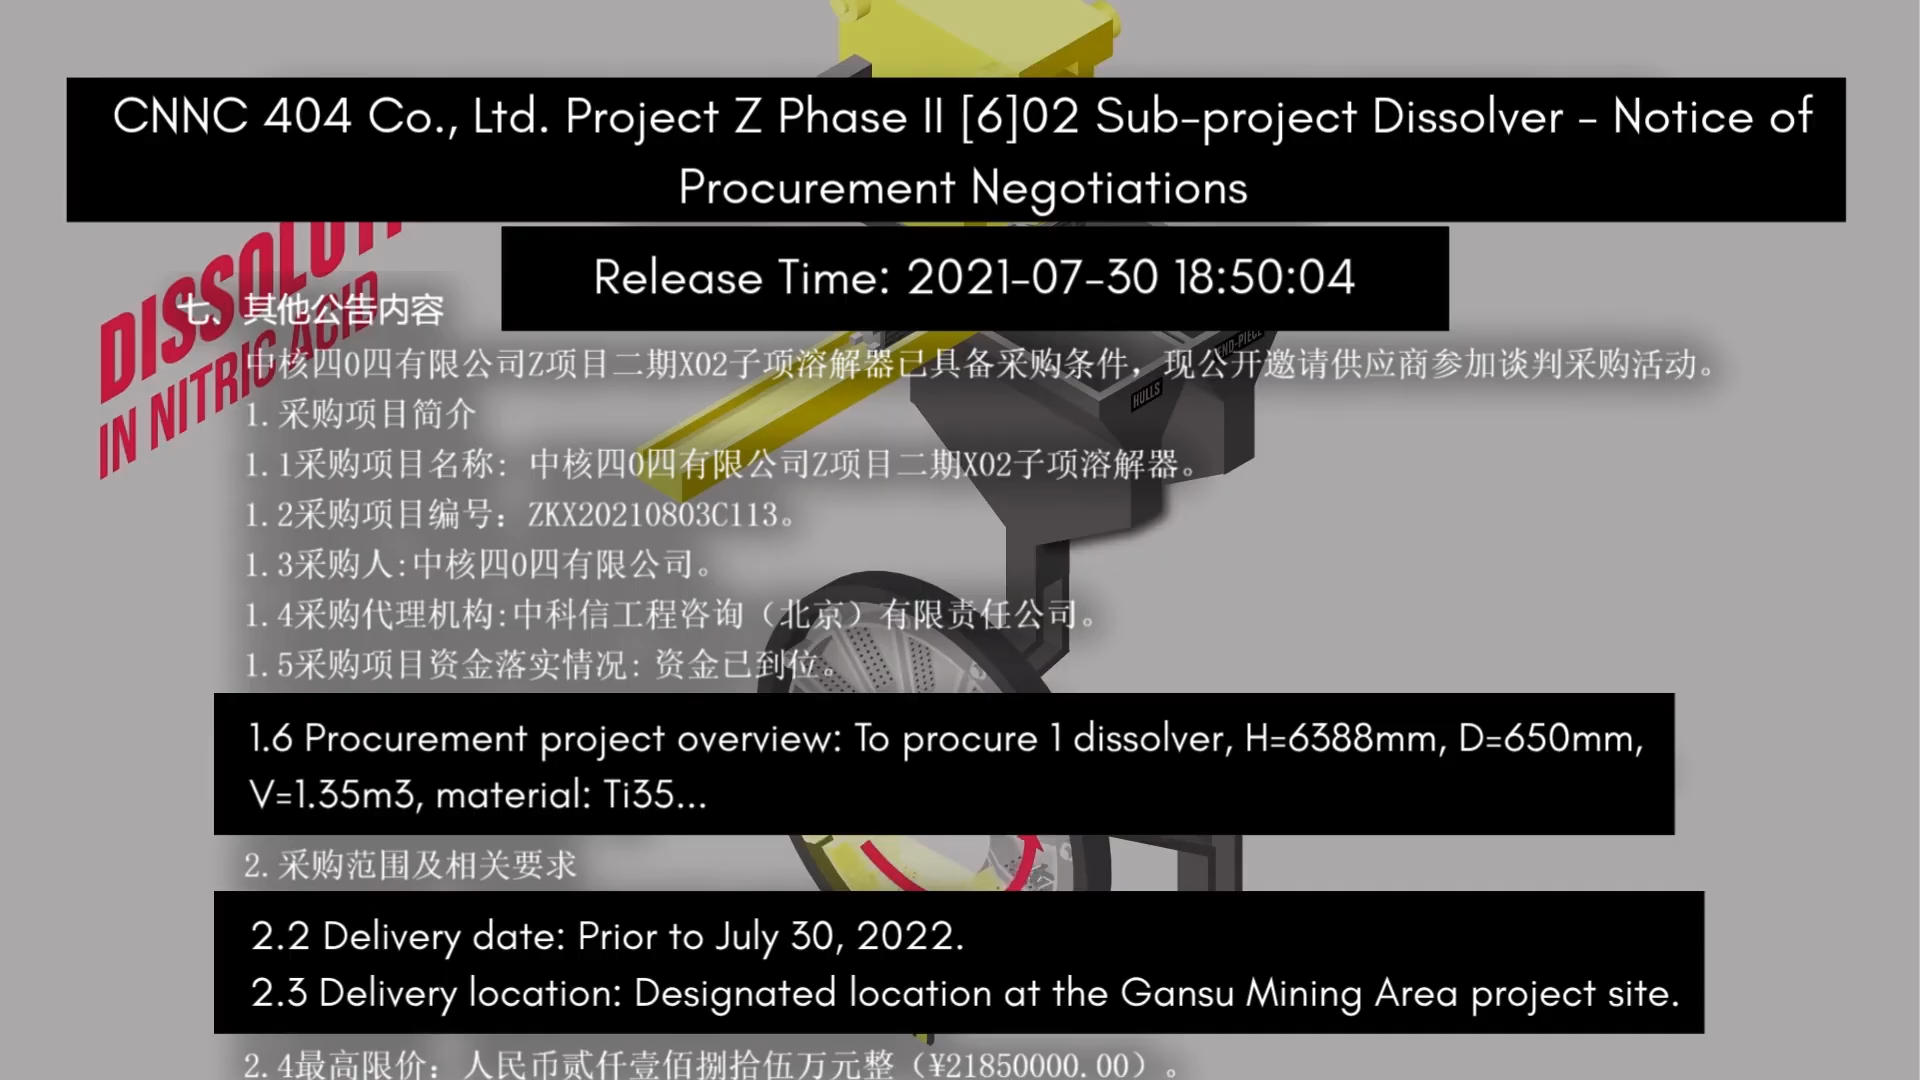 CNNC 404 Co., Ltd. Project Z Phase II [6]02 Sub-project Dissolver - Notice of
Procurement Negotiations
Release Time: 2021-07-30 18:50:04
IN NITRIC ACID
七、其他公告内容
END-PIECE
中核四0四有限公司Z项目二期X02子项溶解器已具备采购条件，现公开邀请供应商参加谈判采购活动。
HULLS
1.采购项目简介
1.1采购项目名称：中核四0四有限公司Z项目二期X02子项溶解器。
1.2采购项目编号：ZKX20210803C113。
1.3采购人:中核四0四有限公司。
1.4采购代理机构:中科信工程咨询（北京）有限责任公司。
1.5采购项目资金落实情况：资金已到位。
1.6 Procurement project overview: To procure 1 dissolver, H=6388mm, D=650mm,
V=1.35m3, material: Ti35...
2.采购范围及相关要求
2.2 Delivery date: Prior to July 30, 2022.
2.3 Delivery location: Designated location at the Gansu Mining Area project site.
2.4最高限价：人民币贰仟壹佰捌拾伍万元整（¥21850000.00）。